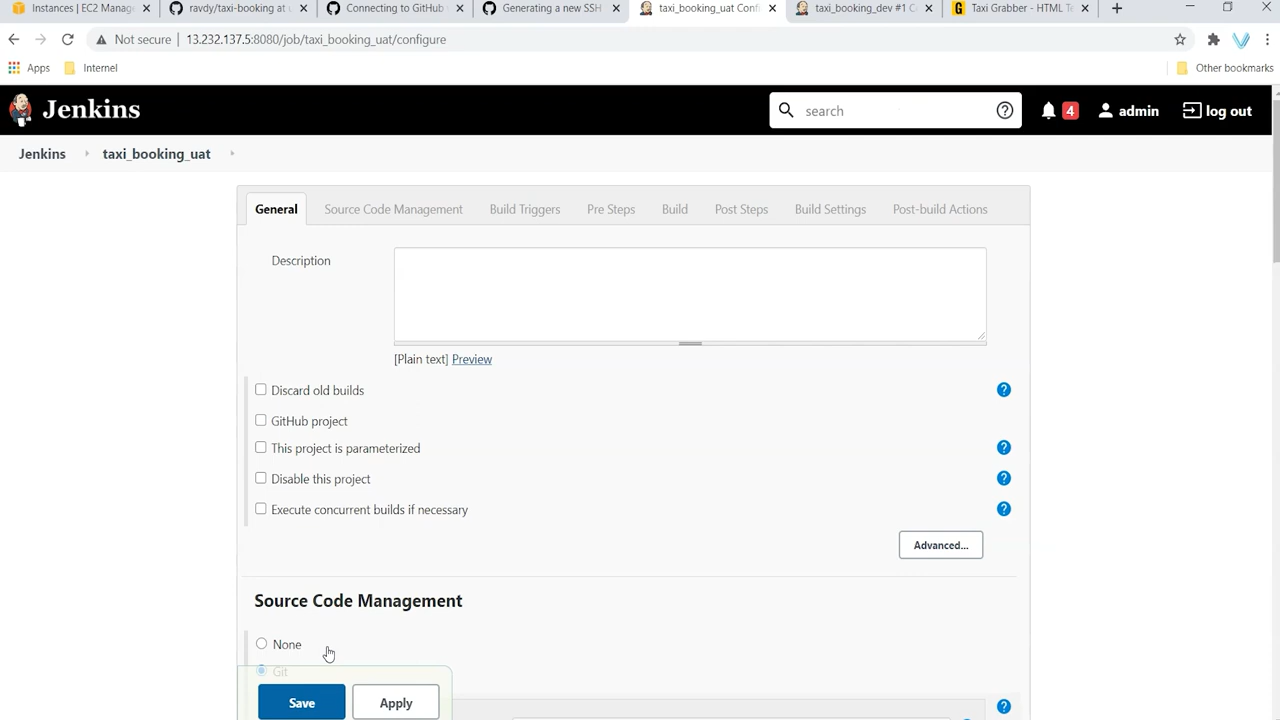 Instances | EC2 Manage
ravdy/taxi-booking at u
Connecting to GitHub w
Generating a new SSH
taxi_booking_uat Confi
taxi_booking_dev #1 C
Taxi Grabber - HTML Te
Not secure
13.232.137.5:8080/job/taxi_booking_uat/configure
Apps
Internet
Other bookmarks
Jenkins
search
4
admin
log out
Jenkins
taxi_booking_uat
General
Source Code Management
Build Triggers
Pre Steps
Build
Post Steps
Build Settings
Post-build Actions
Description
[Plain text] Preview
Discard old builds
GitHub project
This project is parameterized
Disable this project
Execute concurrent builds if necessary
Advanced...
Source Code Management
None
Git
Save
Apply